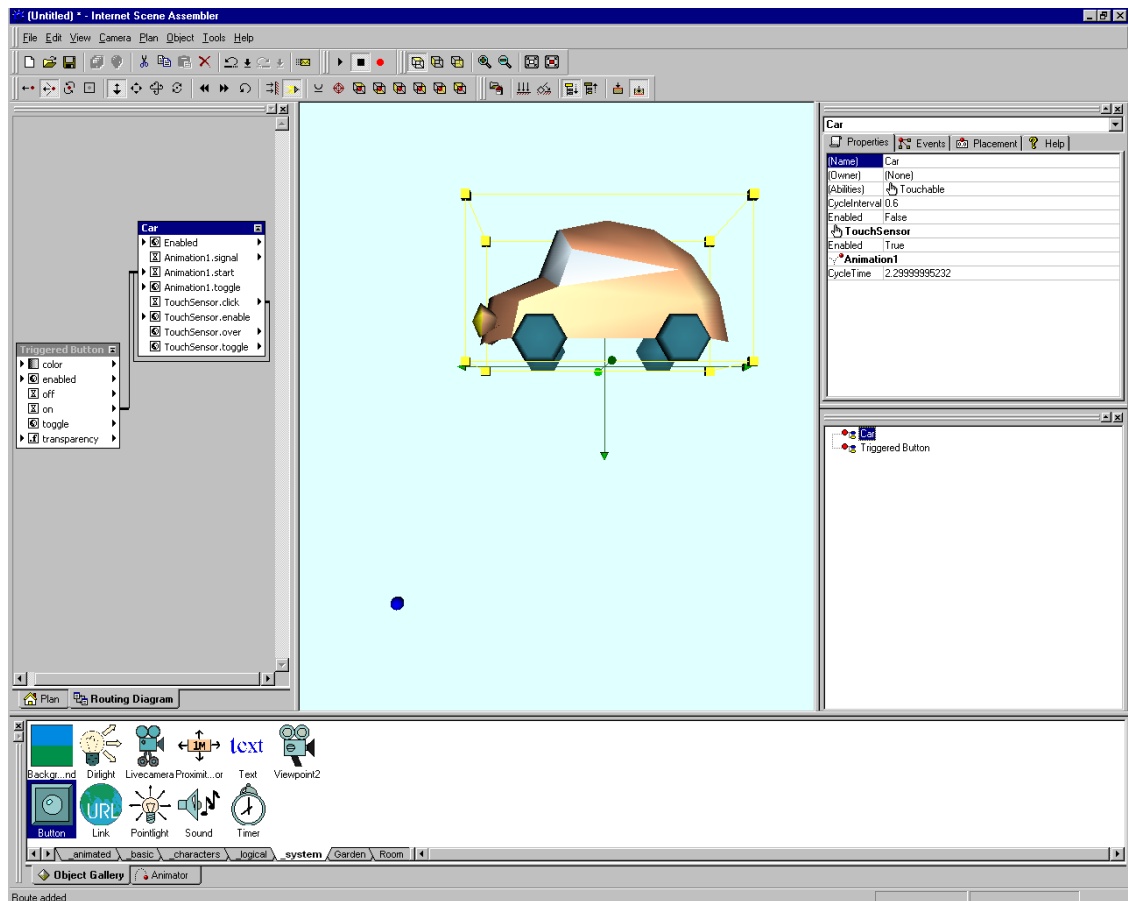 (Untitled) * - Internet Scene Assembler
File Edit View Camera Plan Object Tools Help
Car
Enabled
Animation1.signal
Animation1.start
Animation1.toggle
TouchSensor.click
TouchSensor.enable
TouchSensor.over
TouchSensor.toggle
Triggered Button
color
enabled
off
on
toggle
transparency
Plan Routing Diagram
Car
Properties Events Placement Help
(Name) Car
(Owner) (None)
(Abilities) Touchable
CycleInterval 0.6
Enabled False
TouchSensor
Enabled True
Animation1
CycleTime 2.29999995232
Car
Triggered Button
1M text
Backgr...nd Dirlight Livecamera Proximit...or Text Viewpoint2
URL
Button Link Pointlight Sound Timer
_animated _basic _characters _logical _system Garden Room
Object Gallery Animator
Route added